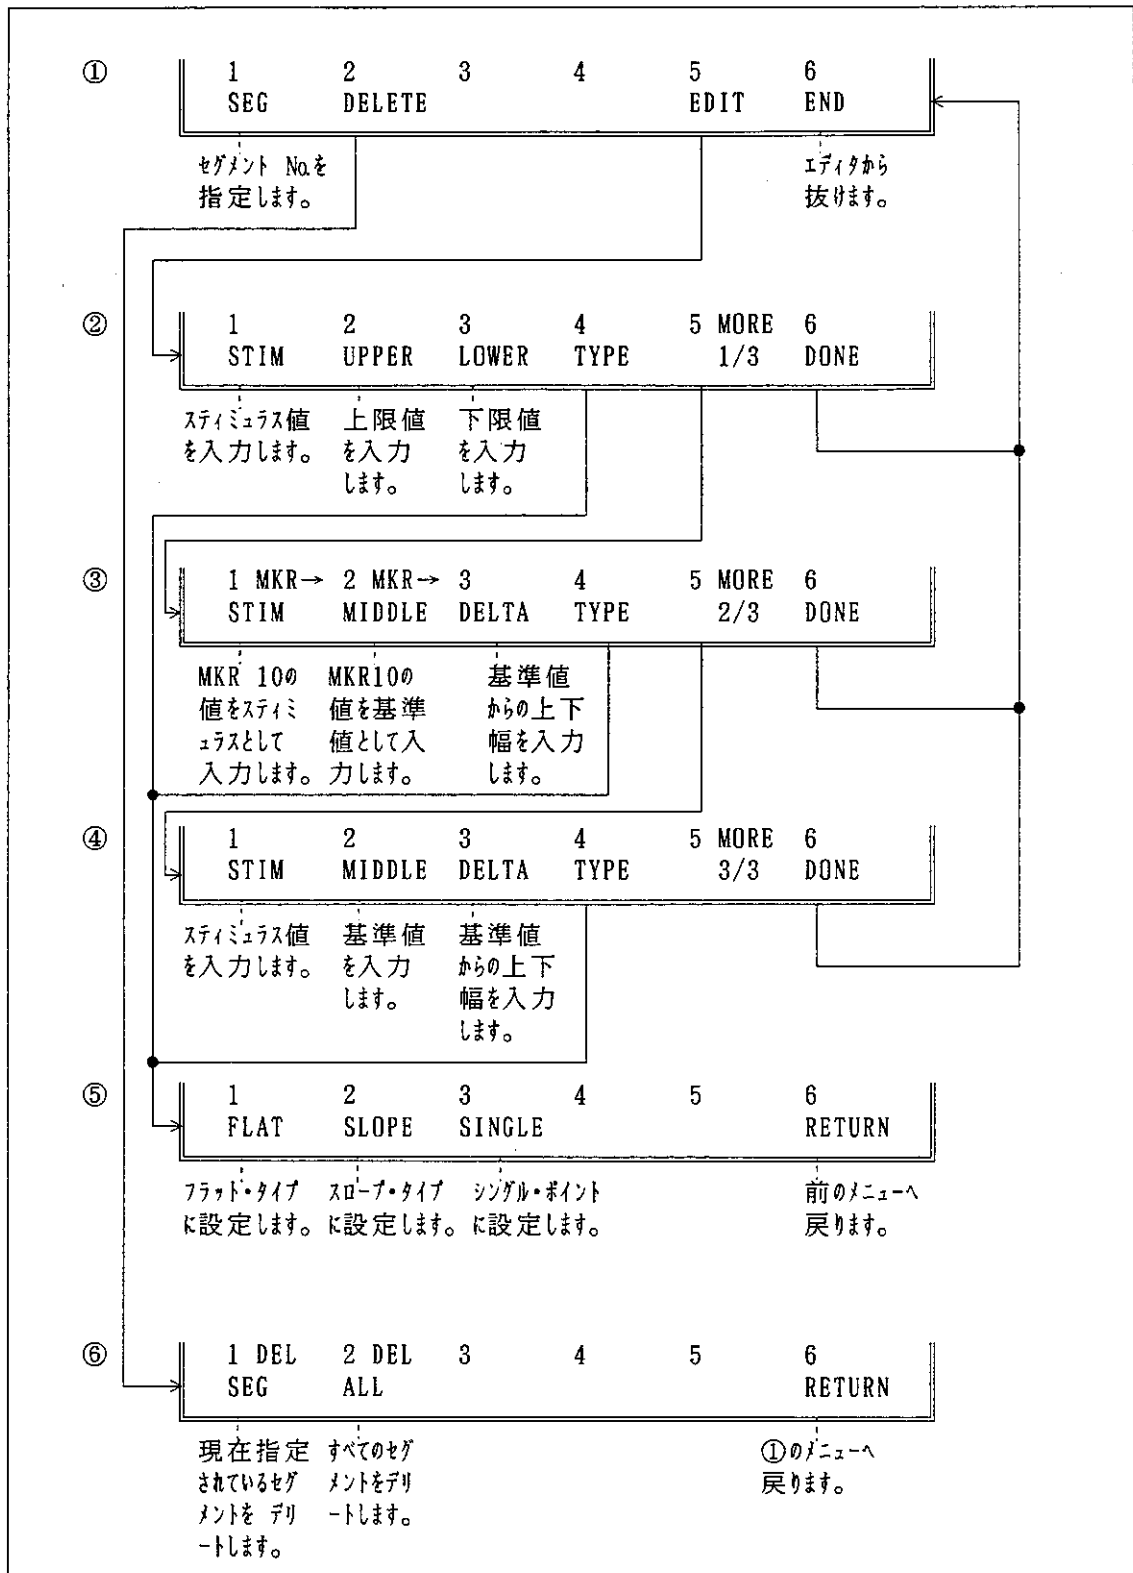 ① 1 2 3 4 5 6
SEG DELETE EDIT END
セグメント No.を エディタから
指定します。 抜けます。
② 1 2 3 4 5 MORE 6
STIM UPPER LOWER TYPE 1/3 DONE
スティミュラス値 上限値 下限値
を入力します。 を入力 を入力
します。 します。
③ 1 MKR→ 2 MKR→ 3 4 5 MORE 6
STIM MIDDLE DELTA TYPE 2/3 DONE
MKR 10の MKR10の 基準値
値をスティミ 値を基準 からの上下
ュラスとして 値として入 幅を入力
入力します。 力します。 します。
④ 1 2 3 4 5 MORE 6
STIM MIDDLE DELTA TYPE 3/3 DONE
スティミュラス値 基準値 基準値
を入力します。 を入力 からの上下
します。 幅を入力
します。
⑤ 1 2 3 4 5 6
FLAT SLOPE SINGLE RETURN
フラット・タイプ スロープ・タイプ シングル・ポイント 前のメニューへ
に設定します。 に設定します。 に設定します。 戻ります。
⑥ 1 DEL 2 DEL 3 4 5 6
SEG ALL RETURN
現在指定 すべてのセグ ①のメニューへ
されているセグ メントをデリ 戻ります。
メントを デリ ートします。
ートします。